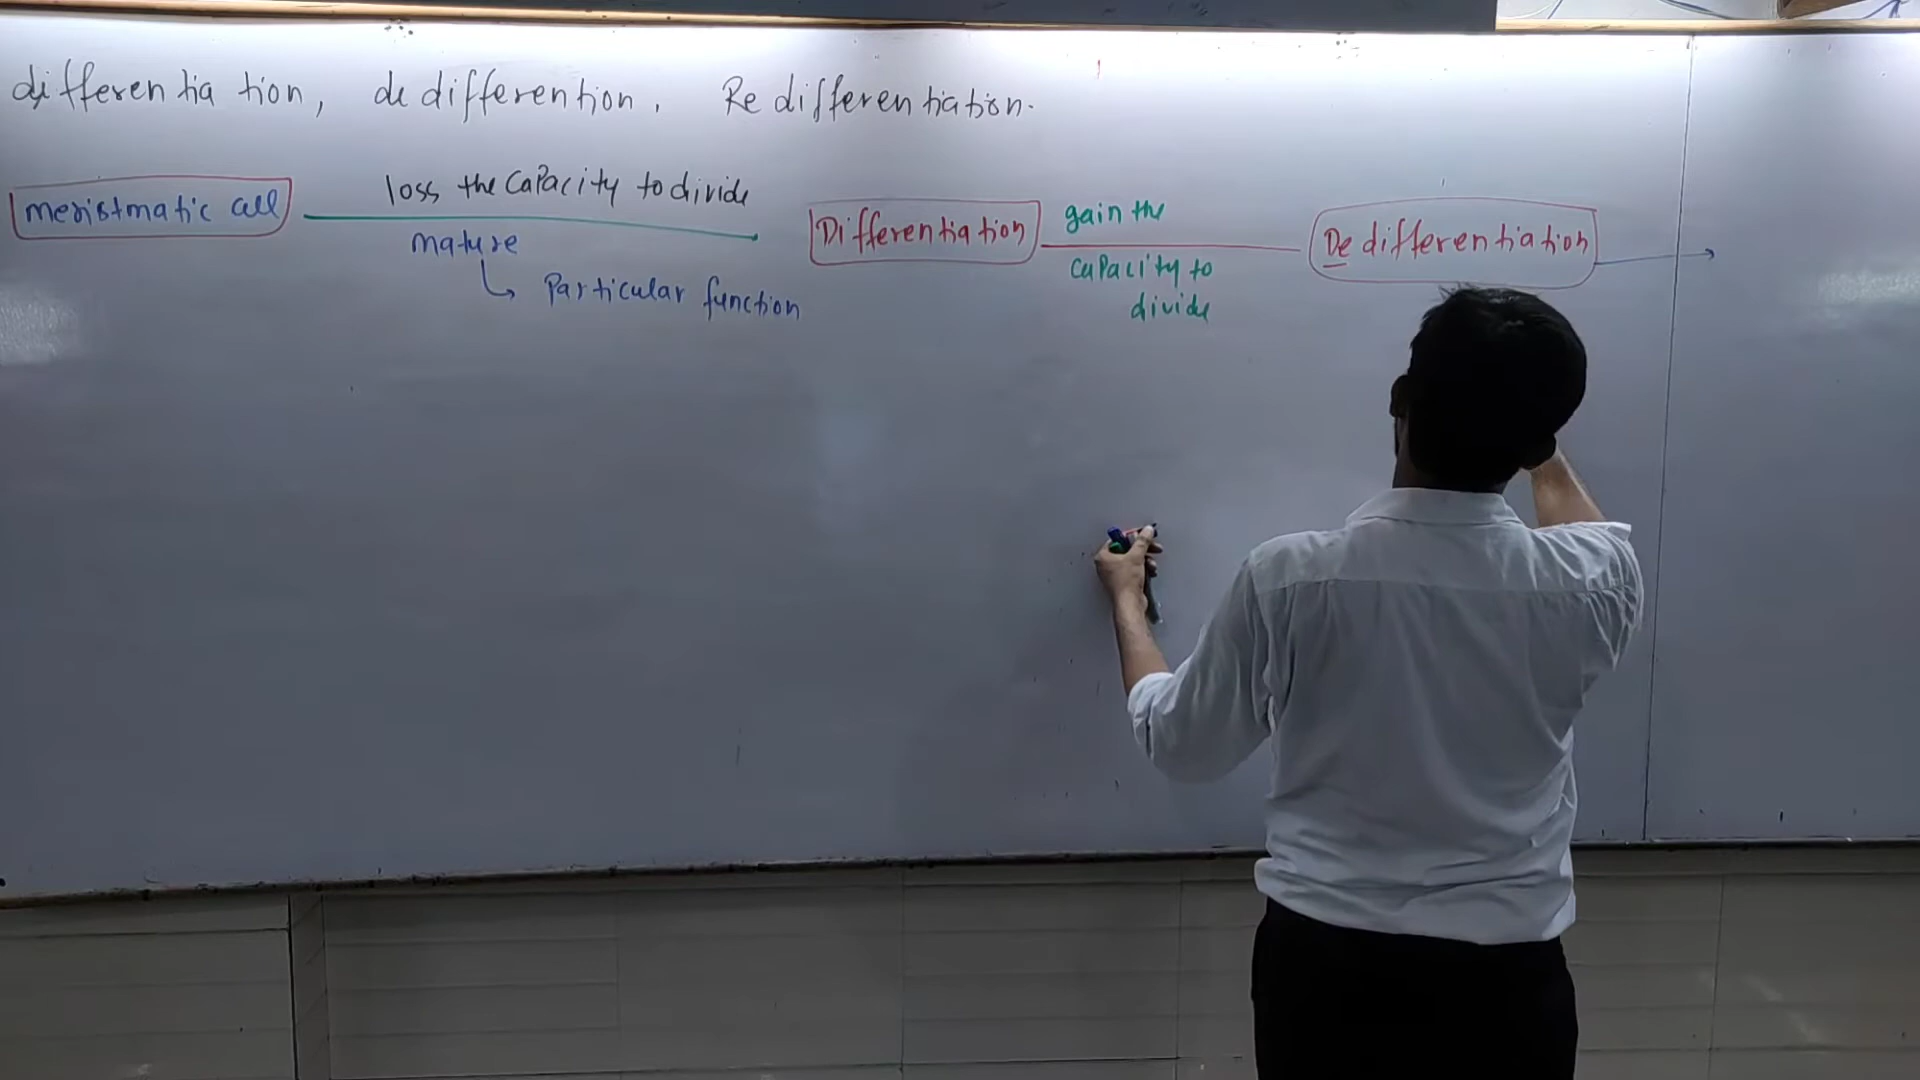 differentiation, dedifferention, Redifferentiation.
meristmatic cell
loss the capacity to divide
mature
Particular function
Differentiation
gain the
capacity to
divide
Dedifferentiation